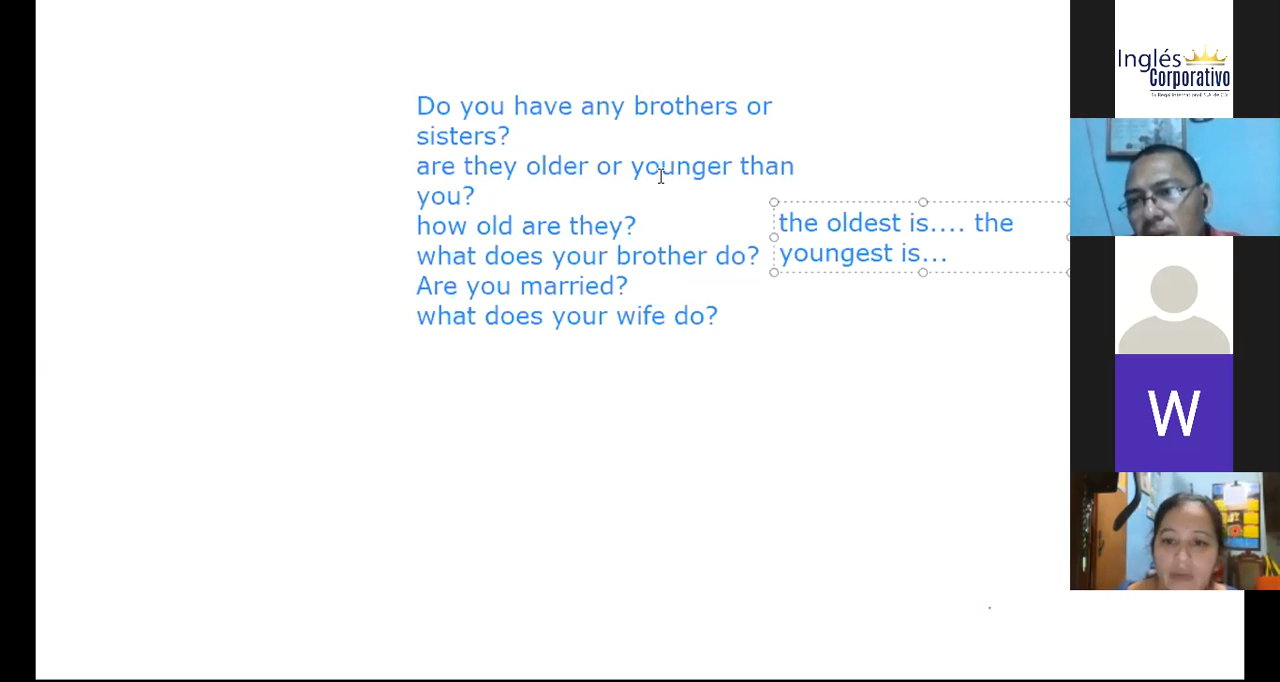 Do you have any brothers or
sisters?
are they older or younger than
you?
how old are they?
what does your brother do?
Are you married?
what does your wife do?
the oldest is.... the
youngest is...
Inglés
Corporativo
W